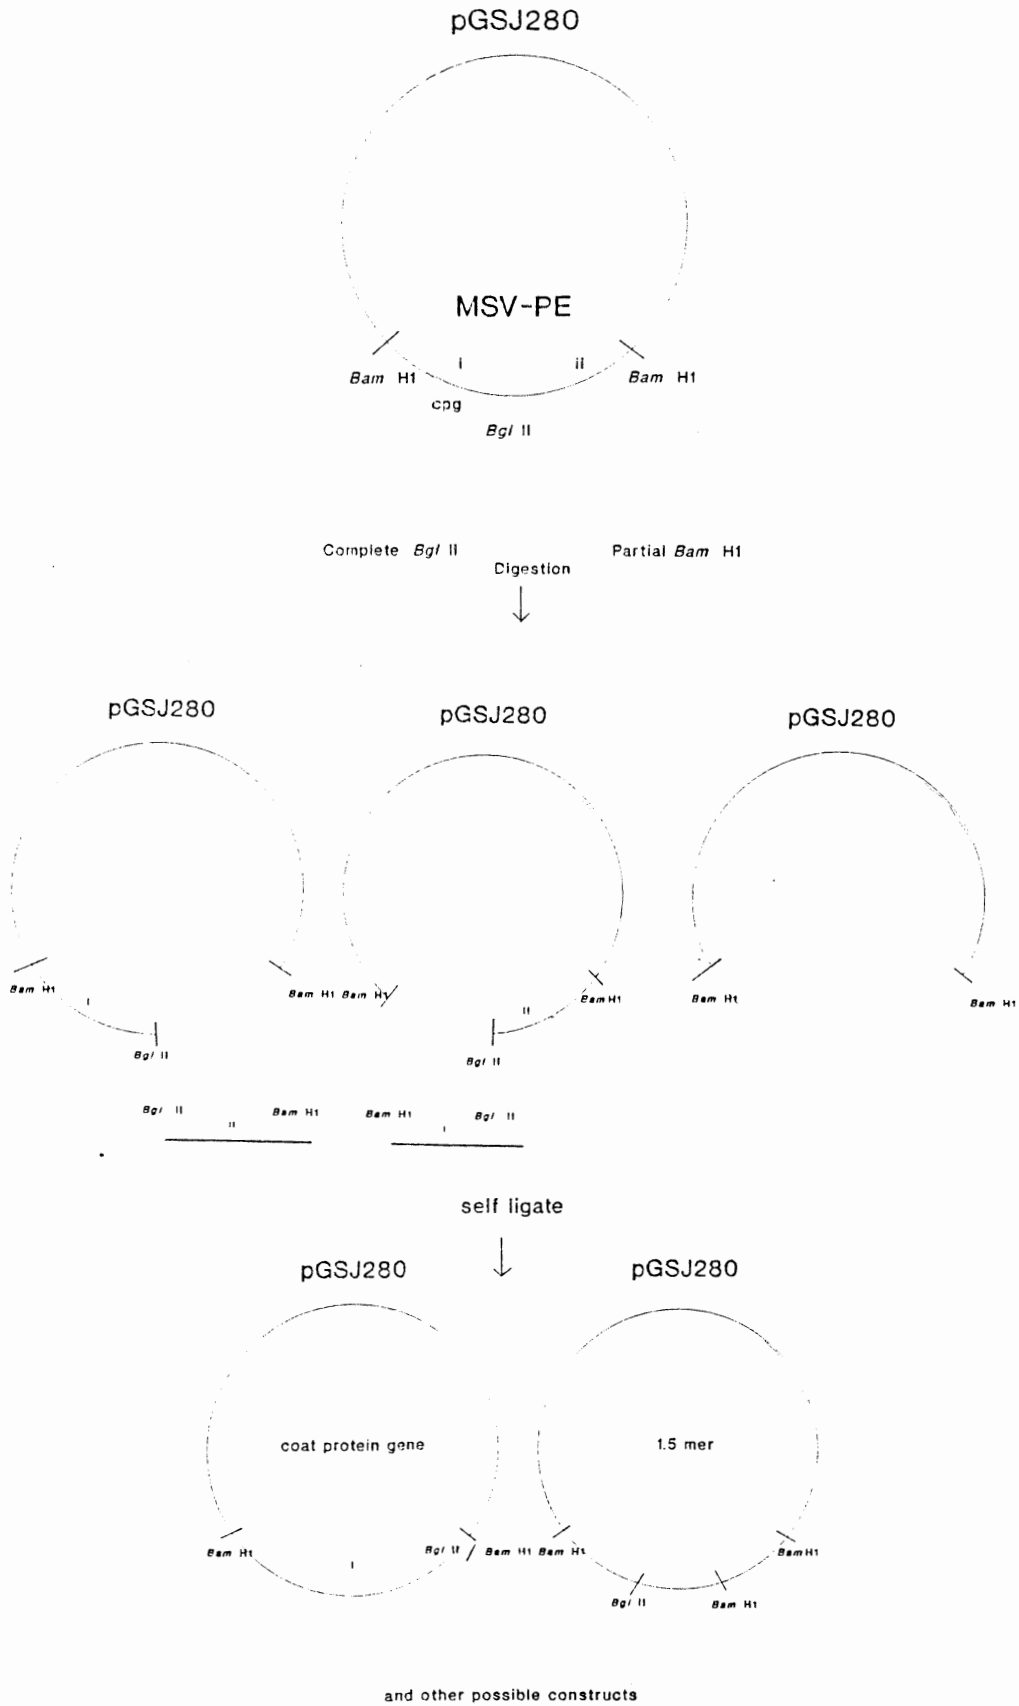 pGSJ280
MSV-PE
i ii
Bam H1 Bam H1
cpg
Bgl II
Complete Bgl II Partial Bam H1
Digestion
pGSJ280 pGSJ280 pGSJ280
Bam H1 Bam H1 Bam H1 Bam H1 Bam H1 Bam H1
I II
Bgl II Bgl II
Bgl II Bam H1 Bam H1 Bgl II
II I
self ligate
pGSJ280 pGSJ280
coat protein gene 1.5 mer
Bam H1 Bgl II / Bam H1 Bam H1 Bam H1
I
Bgl II Bam H1
and other possible constructs